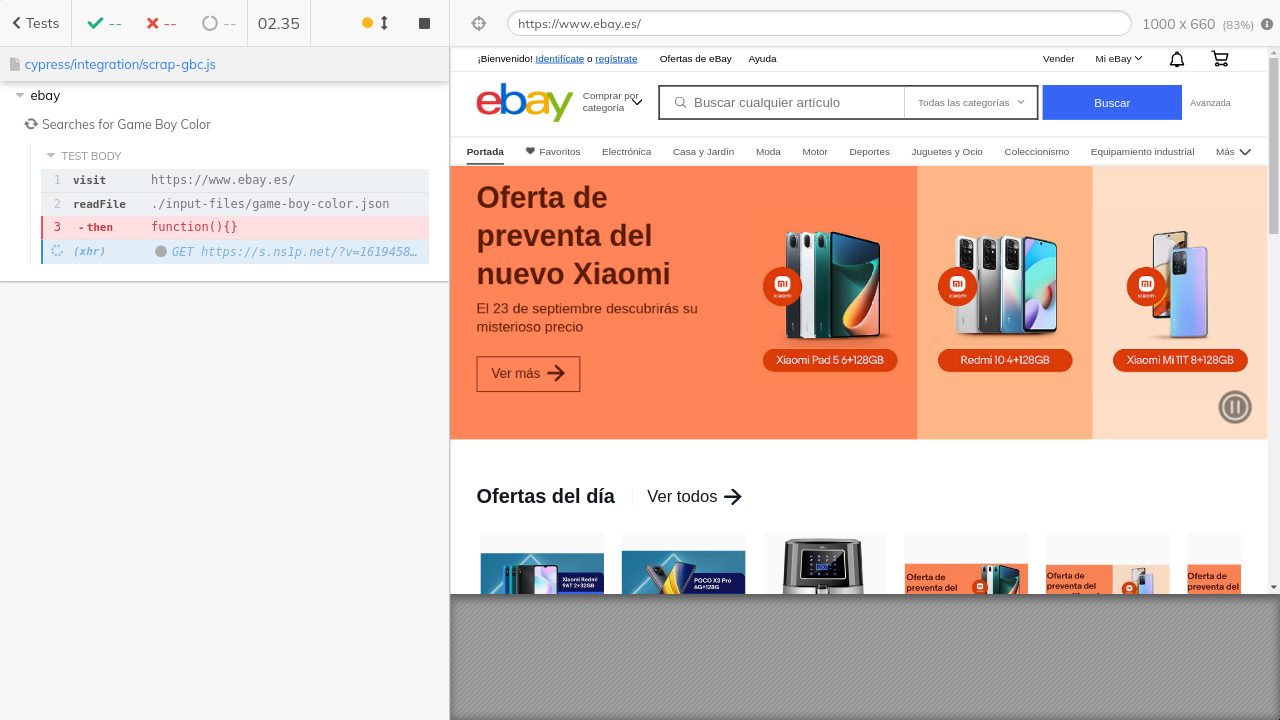 Tests
--
--
--
02.35
https://www.ebay.es/
1000 x 660 (83%)
cypress/integration/scrap-gbc.js
ebay
Searches for Game Boy Color
TEST BODY
1 visit https://www.ebay.es/
2 readFile ./input-files/game-boy-color.json
3 -then function(){}
(xhr) GET https://s.ns1p.net/?v=1619458…
¡Bienvenido! Identifícate o regístrate Ofertas de eBay Ayuda Vender Mi eBay
ebay
Comprar por
categoría
Buscar cualquier artículo
Todas las categorías
Buscar
Avanzada
Portada Favoritos Electrónica Casa y Jardín Moda Motor Deportes Juguetes y Ocio Coleccionismo Equipamiento industrial Más
Oferta de
preventa del
nuevo Xiaomi
El 23 de septiembre descubrirás su
misterioso precio
Ver más
mi
xiaomi
Xiaomi Pad 5 6+128GB
mi
xiaomi
Redmi 10 4+128GB
mi
xiaomi
Xiaomi Mi 11T 8+128GB
Ofertas del día
Ver todos
Xiaomi Redmi
9AT 2+32GB
POCO X3 Pro
6G+128G
Oferta de
preventa del
Oferta de
preventa del
Oferta de
preventa del